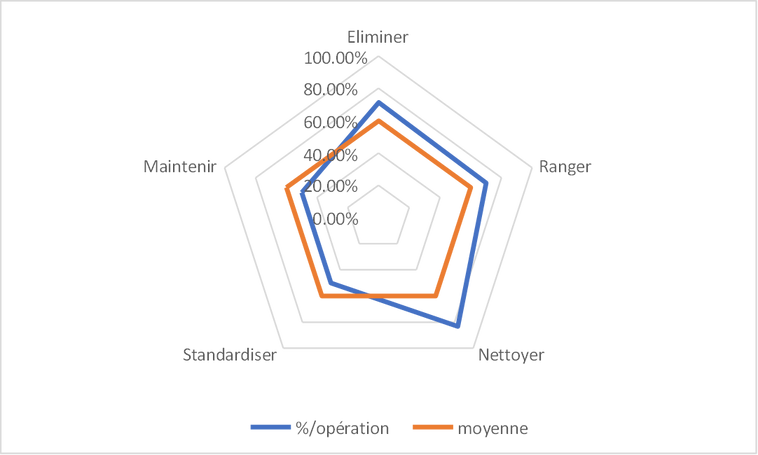 Eliminer
100.00%
80.00%
60.00%
40.00%
20.00%
0.00%
Maintenir
Ranger
Standardiser
Nettoyer
%/opération
moyenne